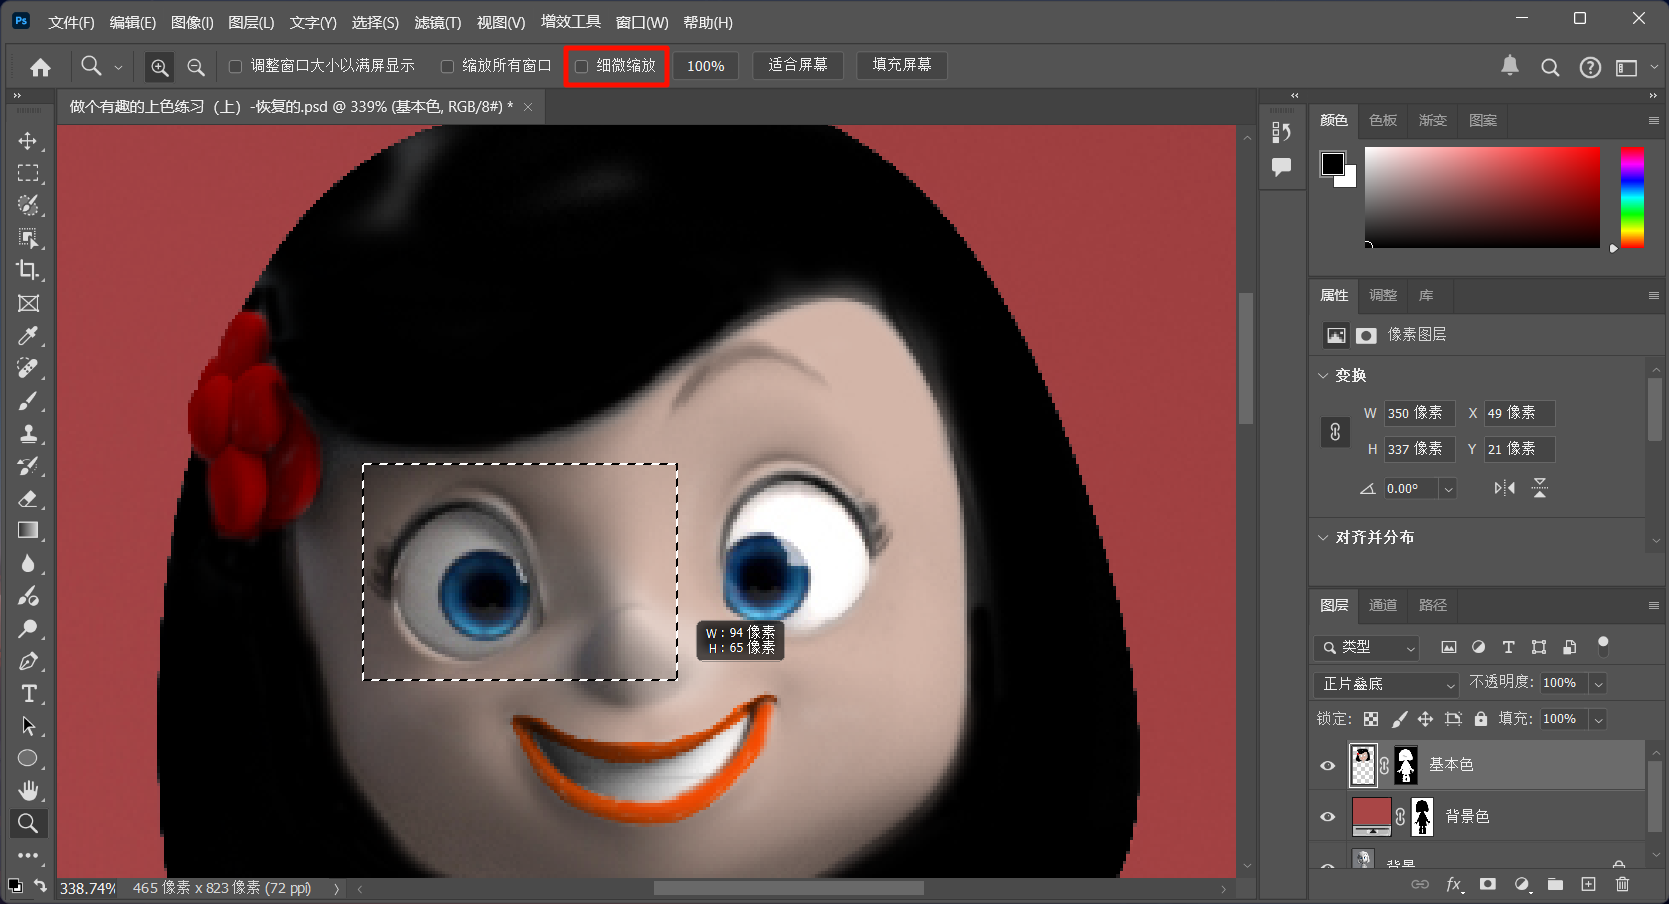 Ps 文件(F) 编辑(E) 图像(I) 图层(L) 文字(Y) 选择(S) 滤镜(T) 视图(V) 增效工具 窗口(W) 帮助(H)
调整窗口大小以满屏显示 缩放所有窗口 细微缩放 100% 适合屏幕 填充屏幕
做个有趣的上色练习（上）-恢复的.psd @ 339% (基本色, RGB/8#) *
颜色 色板 渐变 图案
属性 调整 库
像素图层
变换
W 350 像素 X 49 像素
H 337 像素 Y 21 像素
0.00°
对齐并分布
W : 94 像素
H : 65 像素
图层 通道 路径
类型
正片叠底 不透明度: 100%
锁定: 填充: 100%
基本色
背景色
背景
fx
338.74% 465 像素 x 823 像素 (72 ppi)